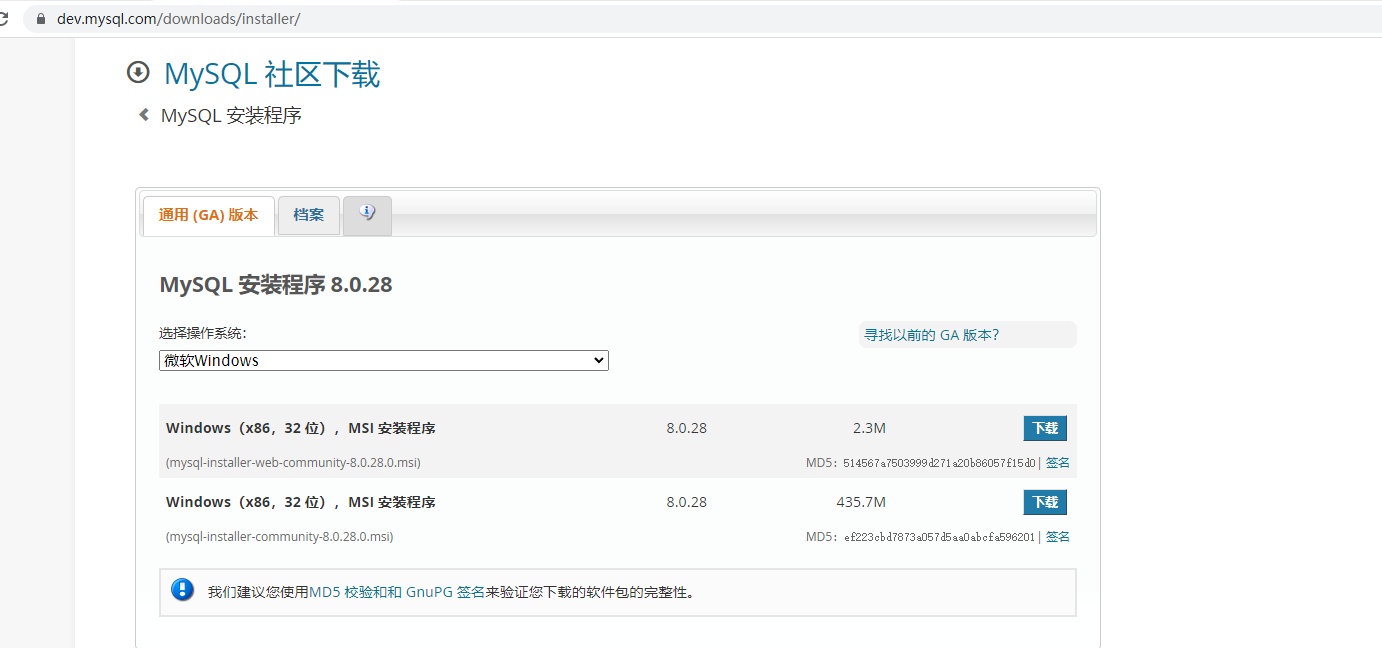 dev.mysql.com/downloads/installer/
MySQL 社区下载
MySQL 安装程序
通用 (GA) 版本 档案
MySQL 安装程序 8.0.28
选择操作系统:
寻找以前的 GA 版本?
微软Windows
Windows（x86，32 位），MSI 安装程序 8.0.28 2.3M 下载
(mysql-installer-web-community-8.0.28.0.msi) MD5: 514567a7503999d271a20b86057f15d0 | 签名
Windows（x86，32 位），MSI 安装程序 8.0.28 435.7M 下载
(mysql-installer-community-8.0.28.0.msi) MD5: ef223cbd7873a057d5aa0abcfa596201 | 签名
我们建议您使用MD5 校验和和 GnuPG 签名来验证您下载的软件包的完整性。